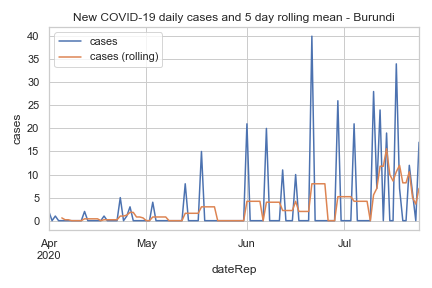 New COVID-19 daily cases and 5 day rolling mean - Burundi
cases
cases (rolling)
40
35
30
25
20
15
10
5
0
cases
Apr
2020
May
Jun
Jul
dateRep